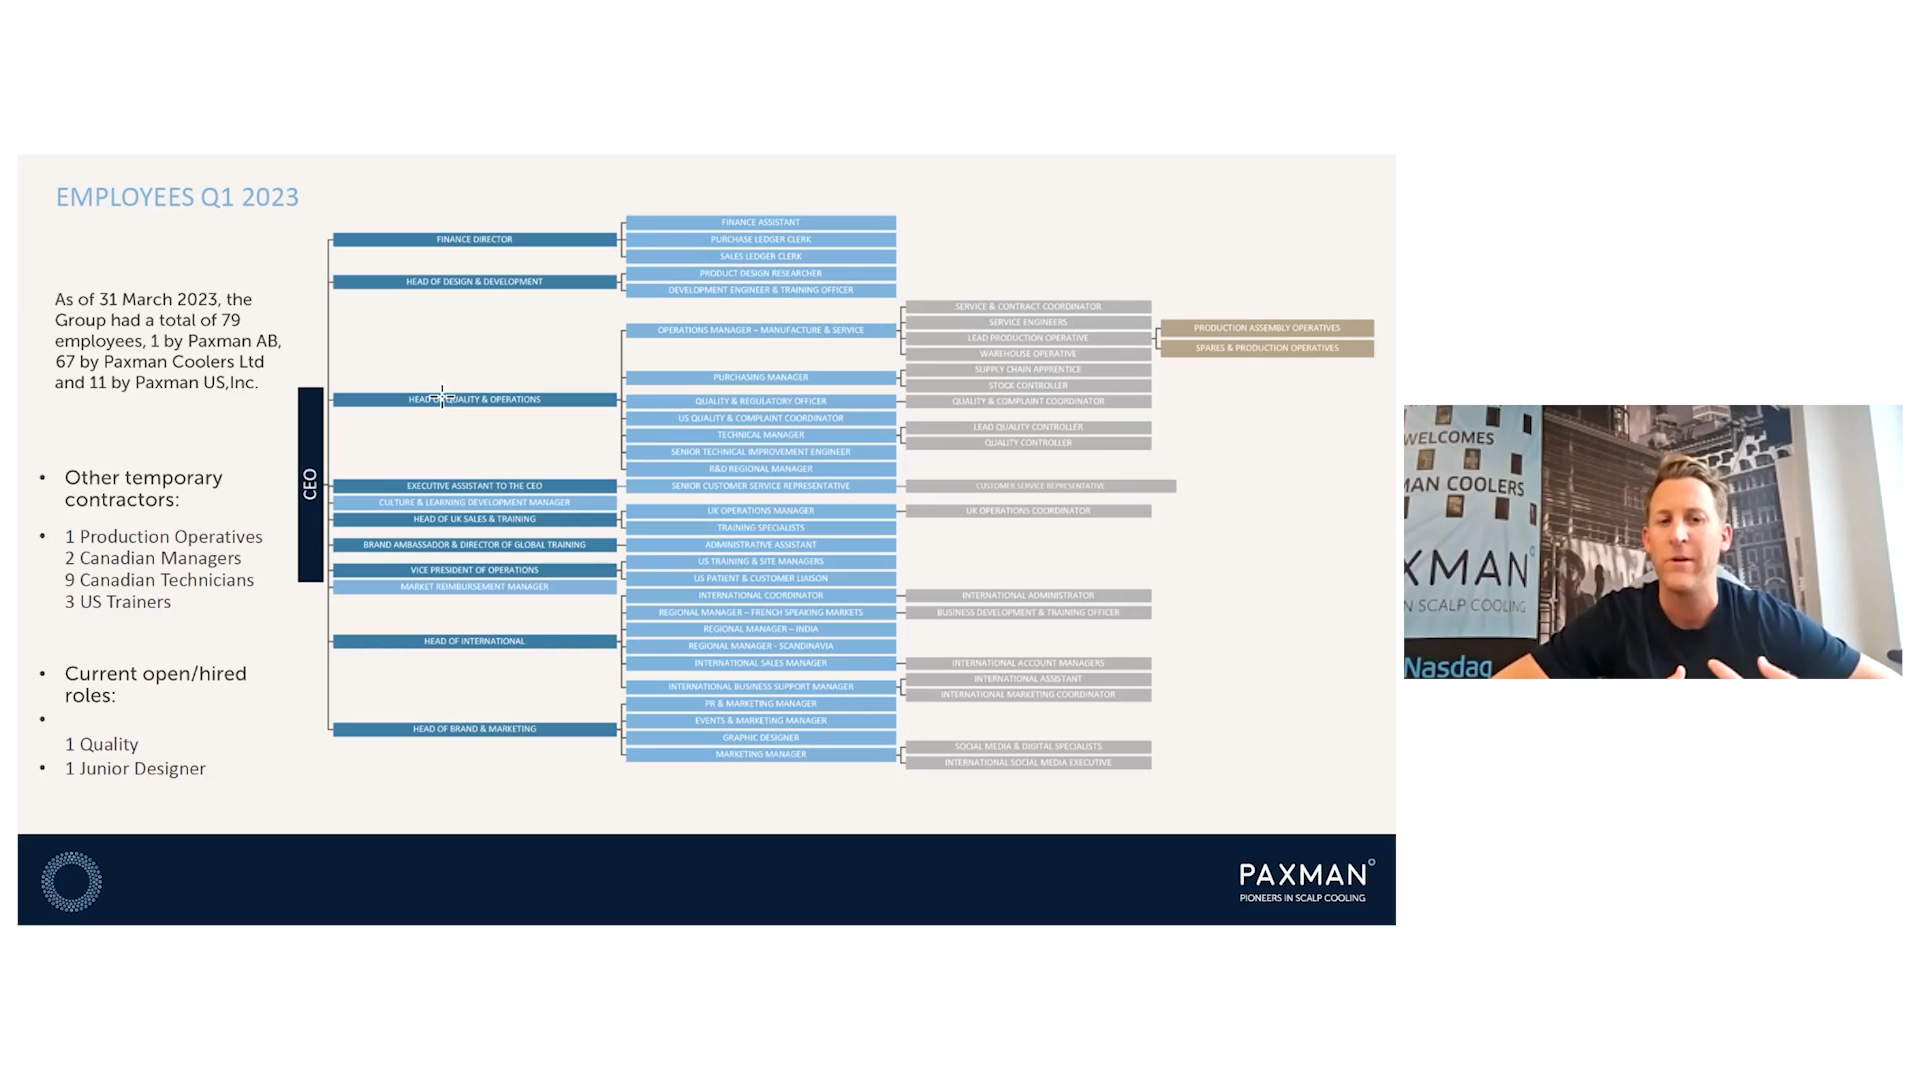 EMPLOYEES Q1 2023
As of 31 March 2023, the
Group had a total of 79
employees, 1 by Paxman AB,
67 by Paxman Coolers Ltd
and 11 by Paxman US,Inc.
• Other temporary
contractors:
• 1 Production Operatives
2 Canadian Managers
9 Canadian Technicians
3 US Trainers
• Current open/hired
roles:
•
1 Quality
• 1 Junior Designer
CEO
FINANCE DIRECTOR
HEAD OF DESIGN & DEVELOPMENT
HEAD OF QUALITY & OPERATIONS
EXECUTIVE ASSISTANT TO THE CEO
CULTURE & LEARNING DEVELOPMENT MANAGER
HEAD OF UK SALES & TRAINING
BRAND AMBASSADOR & DIRECTOR OF GLOBAL TRAINING
VICE PRESIDENT OF OPERATIONS
MARKET REIMBURSEMENT MANAGER
HEAD OF INTERNATIONAL
HEAD OF BRAND & MARKETING
FINANCE ASSISTANT
PURCHASE LEDGER CLERK
SALES LEDGER CLERK
PRODUCT DESIGN RESEARCHER
DEVELOPMENT ENGINEER & TRAINING OFFICER
OPERATIONS MANAGER – MANUFACTURE & SERVICE
PURCHASING MANAGER
QUALITY & REGULATORY OFFICER
US QUALITY & COMPLAINT COORDINATOR
TECHNICAL MANAGER
SENIOR TECHNICAL IMPROVEMENT ENGINEER
R&D REGIONAL MANAGER
SENIOR CUSTOMER SERVICE REPRESENTATIVE
UK OPERATIONS MANAGER
TRAINING SPECIALISTS
ADMINISTRATIVE ASSISTANT
US TRAINING & SITE MANAGERS
US PATIENT & CUSTOMER LIAISON
INTERNATIONAL COORDINATOR
REGIONAL MANAGER – FRENCH SPEAKING MARKETS
REGIONAL MANAGER – INDIA
REGIONAL MANAGER - SCANDINAVIA
INTERNATIONAL SALES MANAGER
INTERNATIONAL BUSINESS SUPPORT MANAGER
PR & MARKETING MANAGER
EVENTS & MARKETING MANAGER
GRAPHIC DESIGNER
MARKETING MANAGER
SERVICE & CONTRACT COORDINATOR
SERVICE ENGINEERS
LEAD PRODUCTION OPERATIVE
WAREHOUSE OPERATIVE
SUPPLY CHAIN APPRENTICE
STOCK CONTROLLER
QUALITY & COMPLAINT COORDINATOR
LEAD QUALITY CONTROLLER
QUALITY CONTROLLER
CUSTOMER SERVICE REPRESENTATIVE
UK OPERATIONS COORDINATOR
INTERNATIONAL ADMINISTRATOR
BUSINESS DEVELOPMENT & TRAINING OFFICER
INTERNATIONAL ACCOUNT MANAGERS
INTERNATIONAL ASSISTANT
INTERNATIONAL MARKETING COORDINATOR
SOCIAL MEDIA & DIGITAL SPECIALISTS
INTERNATIONAL SOCIAL MEDIA EXECUTIVE
PRODUCTION ASSEMBLY OPERATIVES
SPARES & PRODUCTION OPERATIVES
PAXMAN
PIONEERS IN SCALP COOLING
WELCOMES
MAN COOLERS
XMAN
N SCALP COOLING
Nasdaq